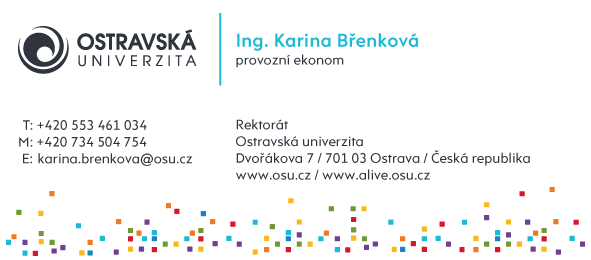 OSTRAVSKÁ
UNIVERZITA
Ing. Karina Břenková
provozní ekonom
T: +420 553 461 034
M: +420 734 504 754
E: karina.brenkova@osu.cz
Rektorát
Ostravská univerzita
Dvořákova 7 / 701 03 Ostrava / Česká republika
www.osu.cz / www.alive.osu.cz